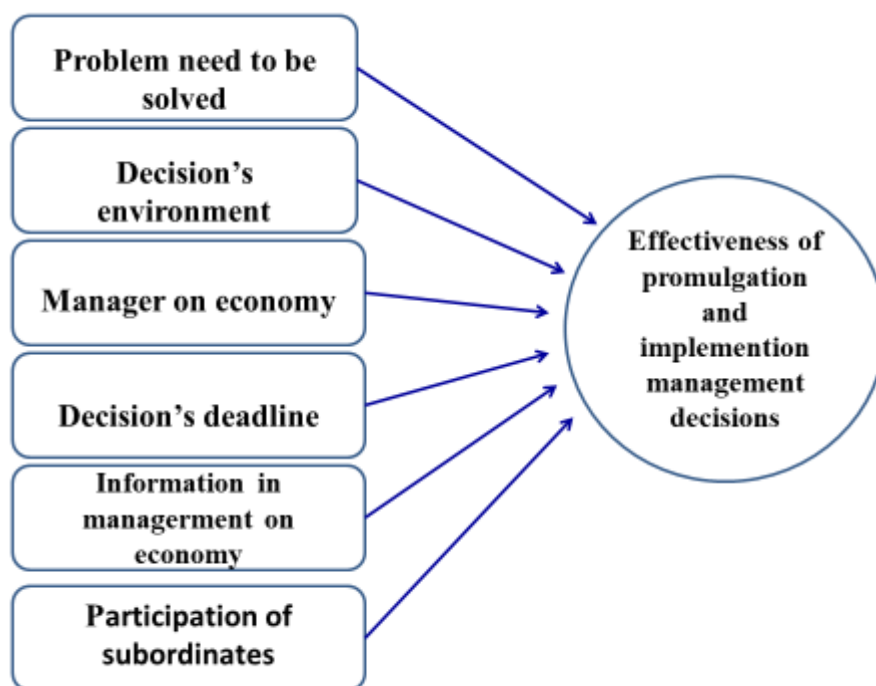 Problem need to be
solved
Decision’s
environment
Manager on economy
Decision’s deadline
Information in
managerment on
economy
Participation of
subordinates
Effectiveness of
promulgation
and
implemention
management
decisions